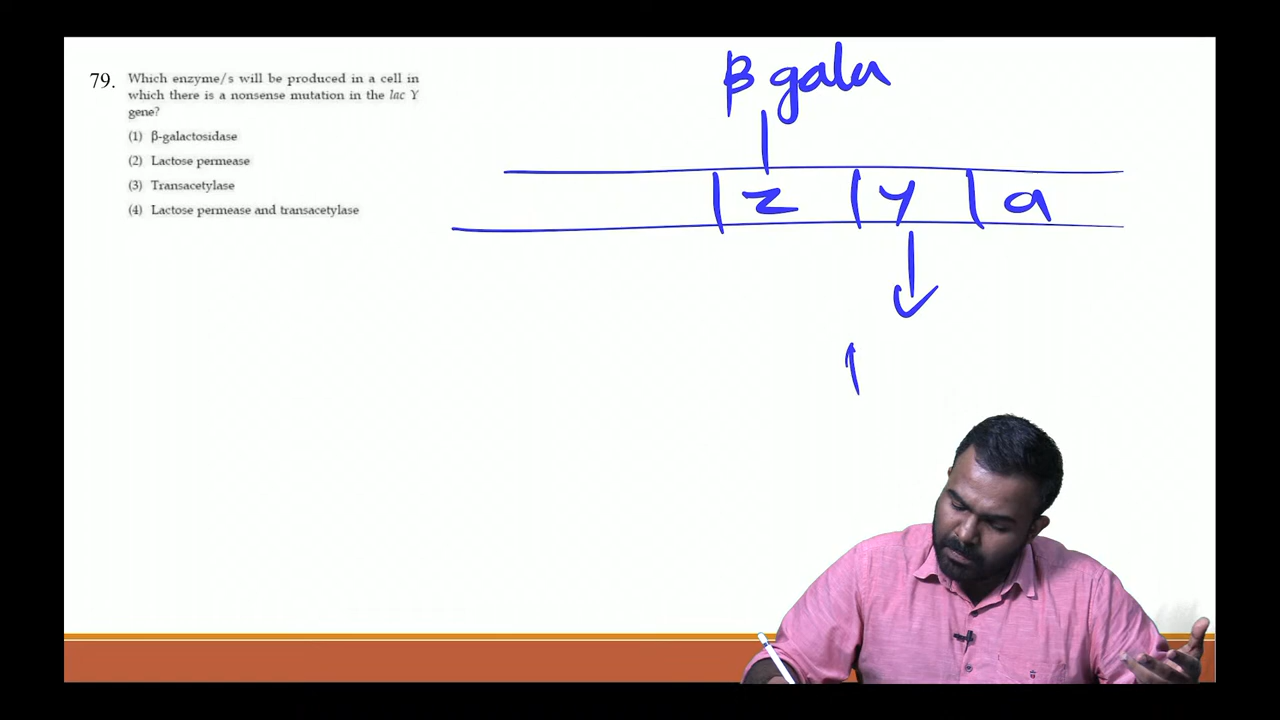 79. Which enzyme/s will be produced in a cell in
which there is a nonsense mutation in the lac Y
gene?
(1) β-galactosidase
(2) Lactose permease
(3) Transacetylase
(4) Lactose permease and transacetylase
β gala
z y a